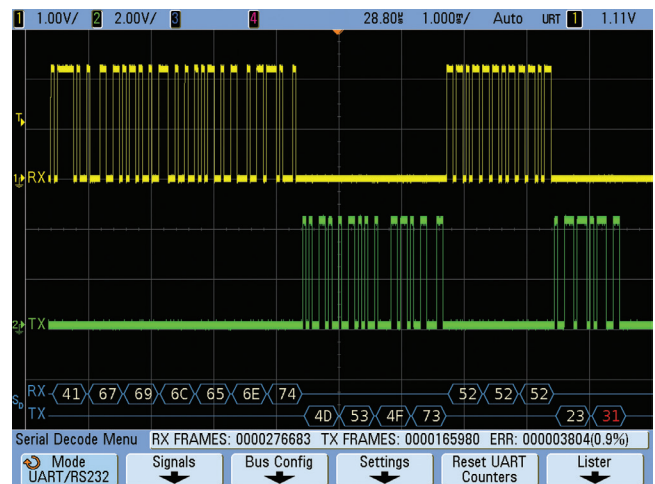 1 1.00V/ 2 2.00V/ 3 4 28.80s 1.000s/ Auto URT 1 1.11V
T
1 RX
2 TX
RX 41 67 69 6C 65 6E 74 52 52 52
S D TX 4D 53 4F 73 23 31
Serial Decode Menu RX FRAMES: 0000276683 TX FRAMES: 0000165980 ERR: 000003804(0.9%)
Mode Signals Bus Config Settings Reset UART Lister
UART/RS232 Counters